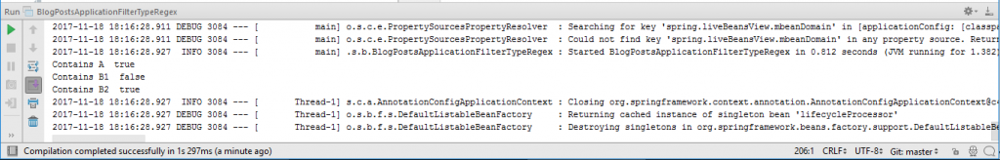 Run BlogPostsApplicationFilterTypeRegex
2017-11-18 18:16:28.911 DEBUG 3084 --- [           main] o.s.c.e.PropertySourcesPropertyResolver  : Searching for key 'spring.liveBeansView.mbeanDomain' in [applicationConfig: [classpa
2017-11-18 18:16:28.911 DEBUG 3084 --- [           main] o.s.c.e.PropertySourcesPropertyResolver  : Could not find key 'spring.liveBeansView.mbeanDomain' in any property source. Return
2017-11-18 18:16:28.927  INFO 3084 --- [           main] .s.b.BlogPostsApplicationFilterTypeRegex : Started BlogPostsApplicationFilterTypeRegex in 0.812 seconds (JVM running for 1.382)
Contains A  true
Contains B1  false
Contains B2  true
2017-11-18 18:16:28.927  INFO 3084 --- [       Thread-1] s.c.a.AnnotationConfigApplicationContext : Closing org.springframework.context.annotation.AnnotationConfigApplicationContext@c4
2017-11-18 18:16:28.927 DEBUG 3084 --- [       Thread-1] o.s.b.f.s.DefaultListableBeanFactory     : Returning cached instance of singleton bean 'lifecycleProcessor'
2017-11-18 18:16:28.927 DEBUG 3084 --- [       Thread-1] o.s.b.f.s.DefaultListableBeanFactory     : Destroying singletons in org.springframework.beans.factory.support.DefaultListableBe
Compilation completed successfully in 1s 297ms (a minute ago) 206:1 CRLF UTF-8 Git: master